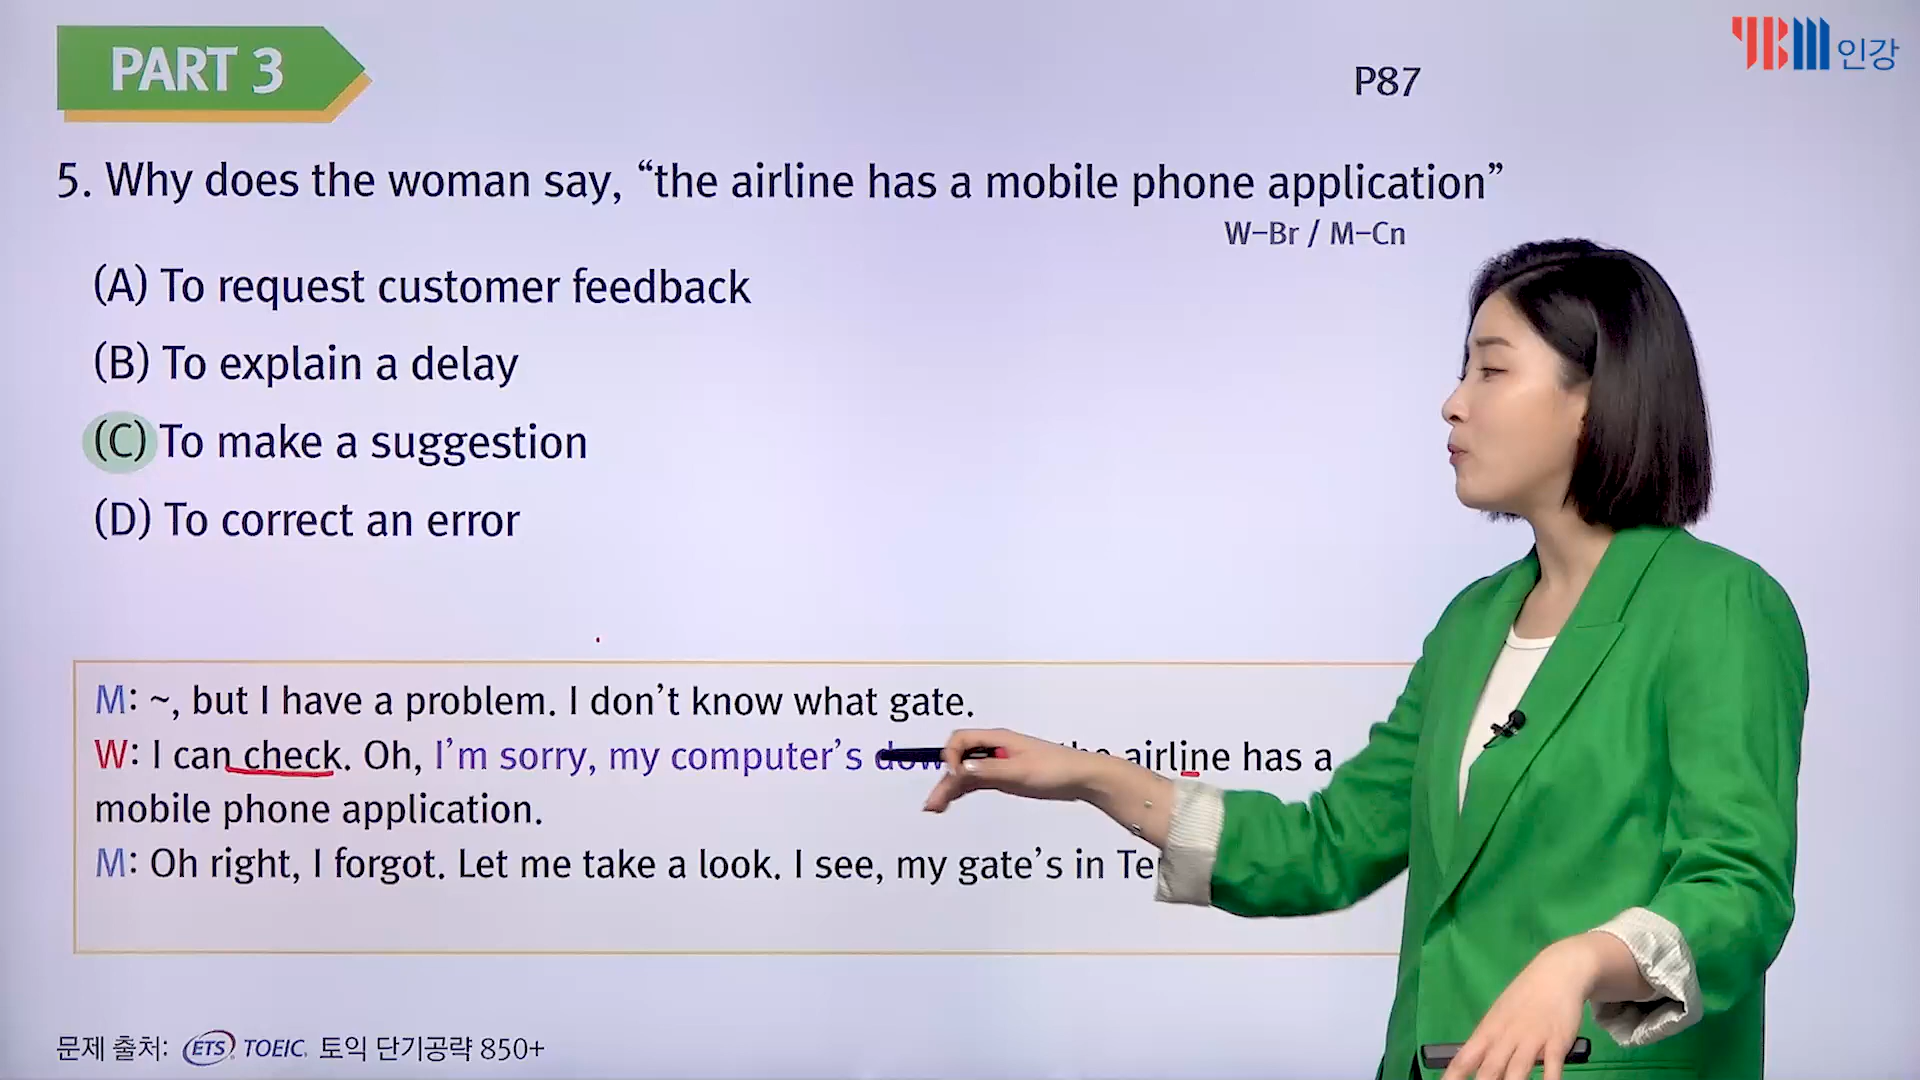 PART 3
P87
YBM 인강
5. Why does the woman say, “the airline has a mobile phone application”
W-Br / M-Cn
(A) To request customer feedback
(B) To explain a delay
(C) To make a suggestion
(D) To correct an error
M: ~, but I have a problem. I don’t know what gate.
W: I can check. Oh, I’m sorry, my computer’s airline has a
mobile phone application.
M: Oh right, I forgot. Let me take a look. I see, my gate’s in
문제 출처: ETS TOEIC 토익 단기공략 850+